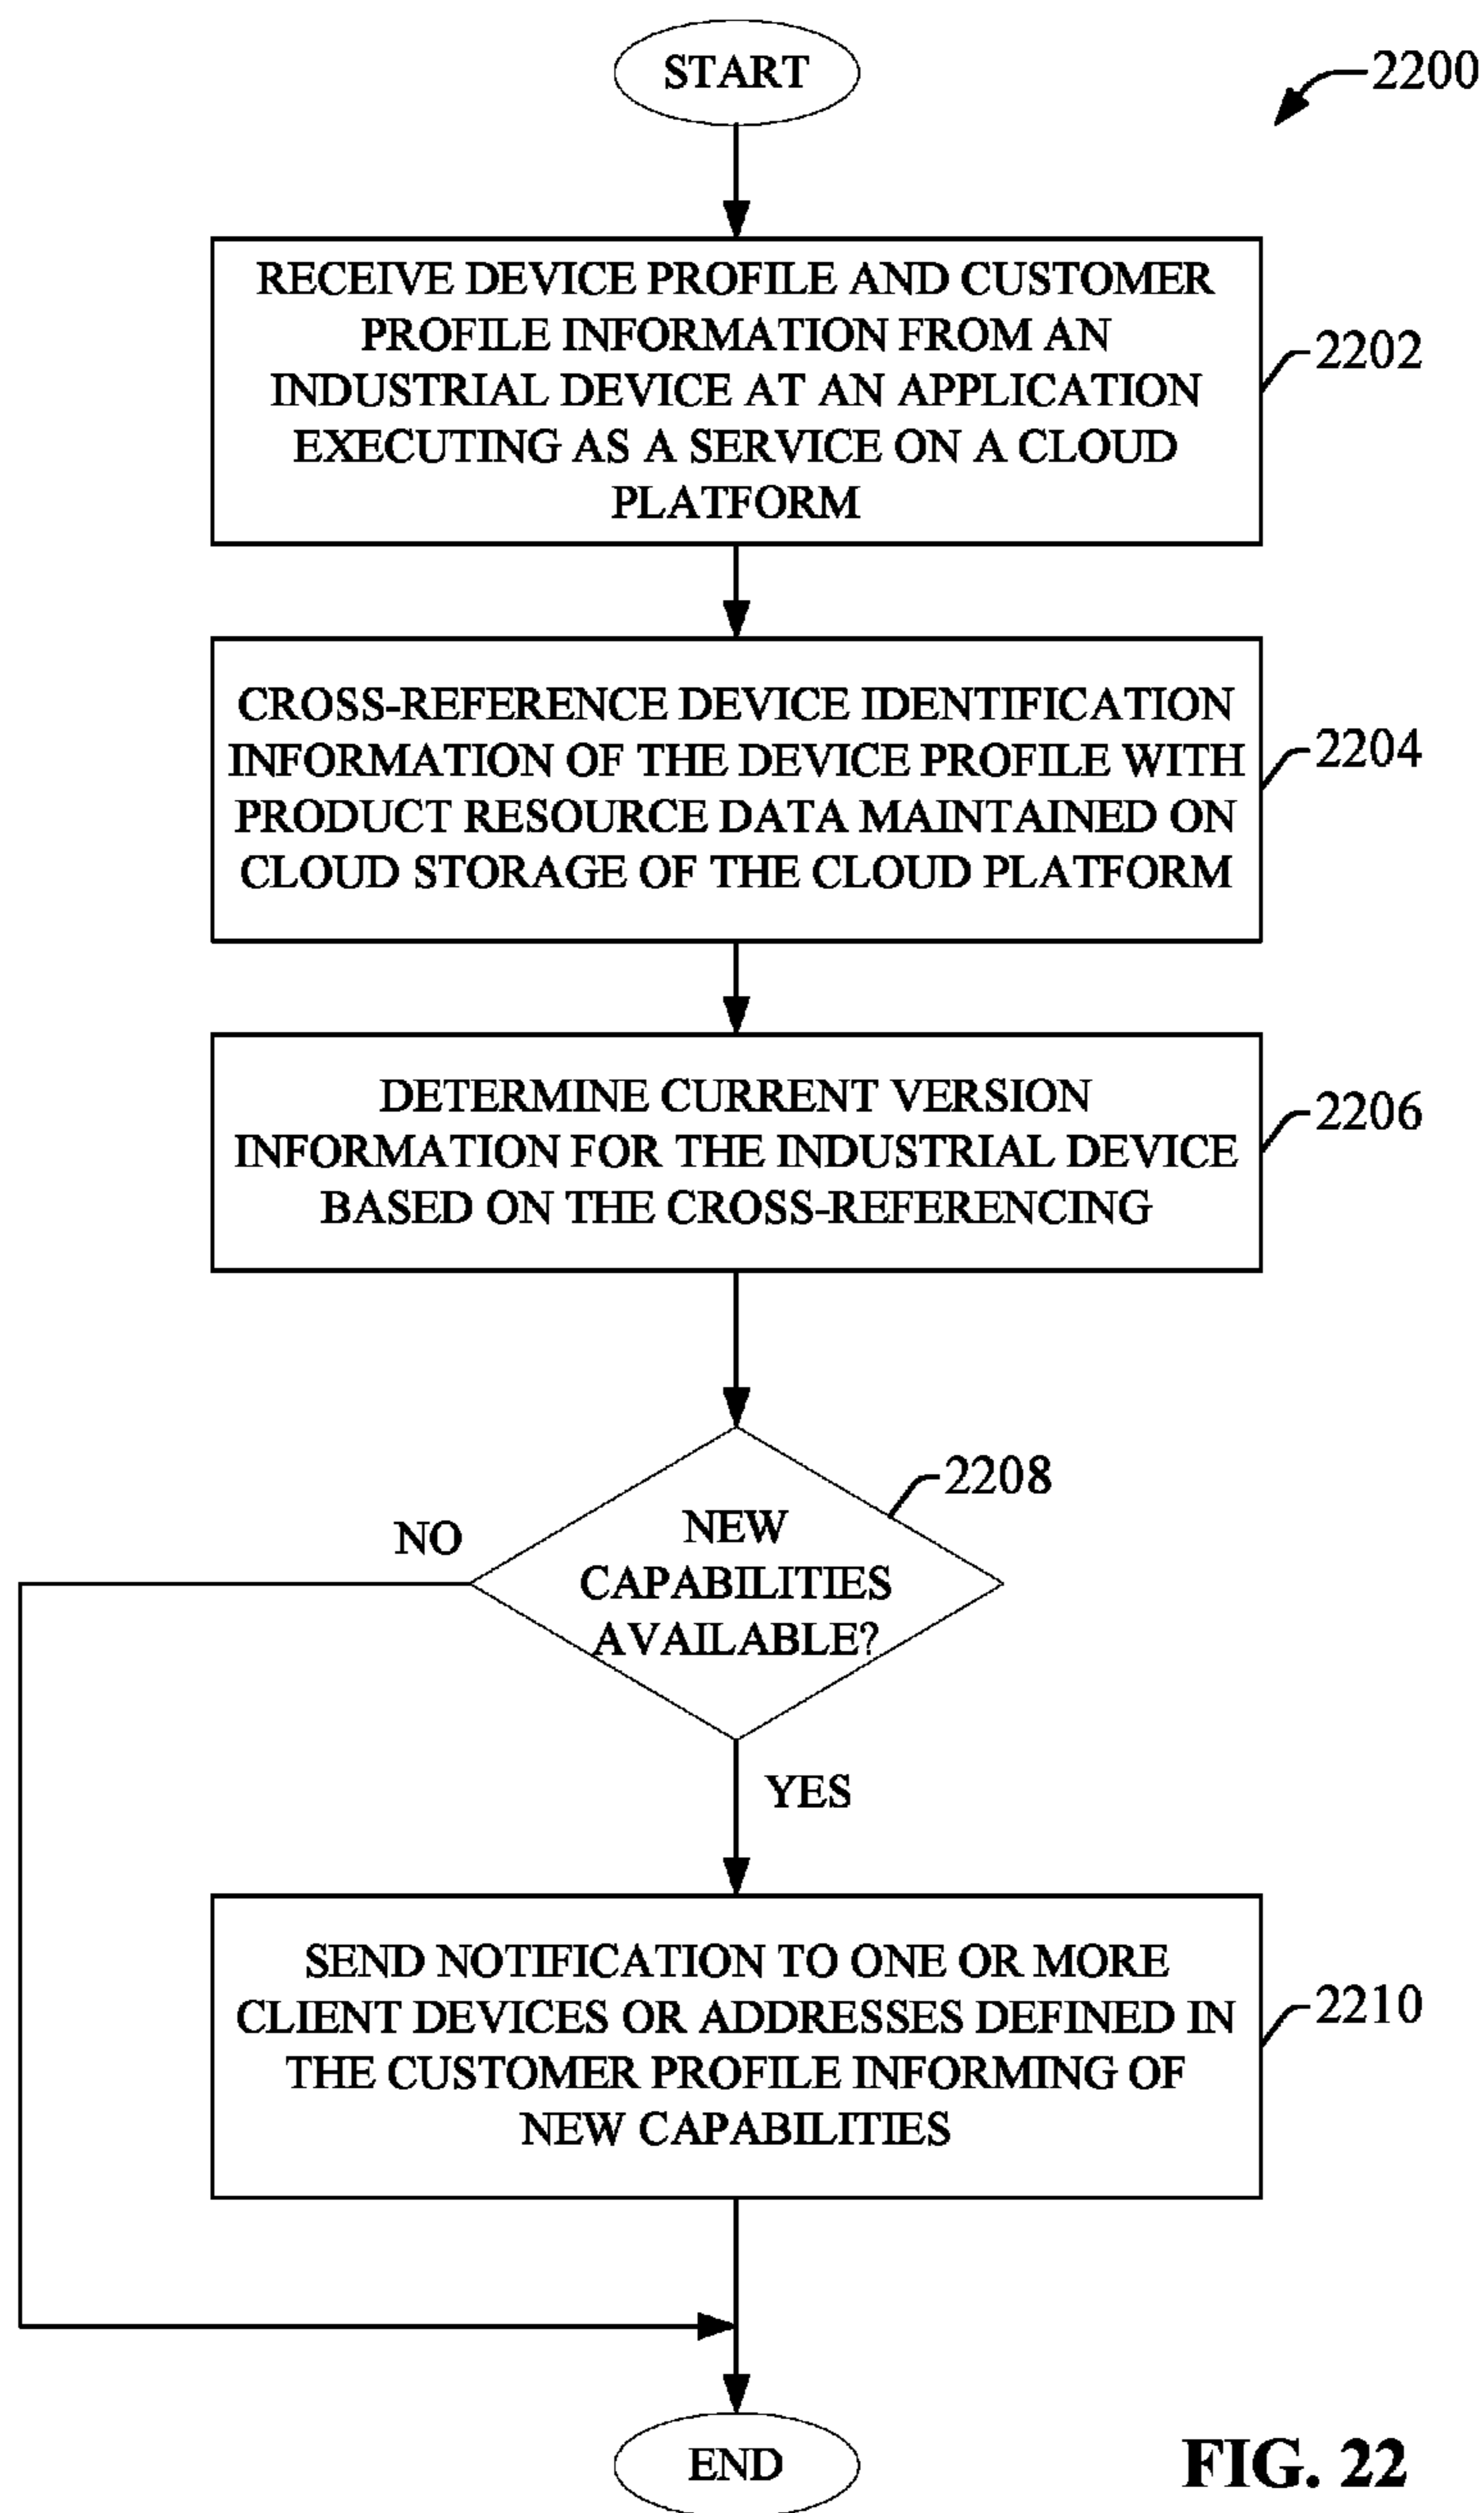 START
2200
RECEIVE DEVICE PROFILE AND CUSTOMER
PROFILE INFORMATION FROM AN
INDUSTRIAL DEVICE AT AN APPLICATION
EXECUTING AS A SERVICE ON A CLOUD
PLATFORM
2202
CROSS-REFERENCE DEVICE IDENTIFICATION
INFORMATION OF THE DEVICE PROFILE WITH
PRODUCT RESOURCE DATA MAINTAINED ON
CLOUD STORAGE OF THE CLOUD PLATFORM
2204
DETERMINE CURRENT VERSION
INFORMATION FOR THE INDUSTRIAL DEVICE
BASED ON THE CROSS-REFERENCING
2206
NEW
CAPABILITIES
AVAILABLE?
2208
NO
YES
SEND NOTIFICATION TO ONE OR MORE
CLIENT DEVICES OR ADDRESSES DEFINED IN
THE CUSTOMER PROFILE INFORMING OF
NEW CAPABILITIES
2210
END
FIG. 22